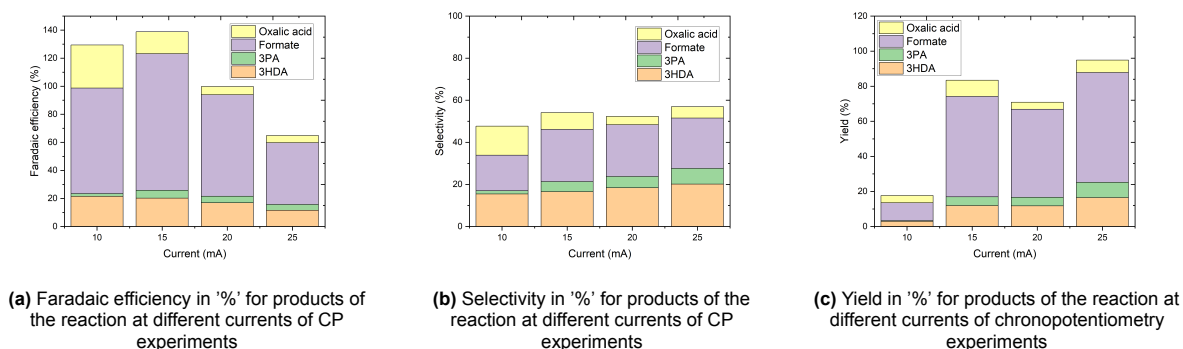 140
120
100
80
60
40
20
0
Faradaic efficiency (%)
10 15 20 25
Current (mA)
Oxalic acid
Formate
3PA
3HDA
100
80
60
40
20
0
Selectivity (%)
10 15 20 25
Current (mA)
Oxalic acid
Formate
3PA
3HDA
120
100
80
60
40
20
0
Yield (%)
10 15 20 25
Current (mA)
Oxalic acid
Formate
3PA
3HDA
(a) Faradaic efficiency in ’%’ for products of
the reaction at different currents of CP
experiments
(b) Selectivity in ’%’ for products of the
reaction at different currents of CP
experiments
(c) Yield in ’%’ for products of the reaction at
different currents of chronopotentiometry
experiments